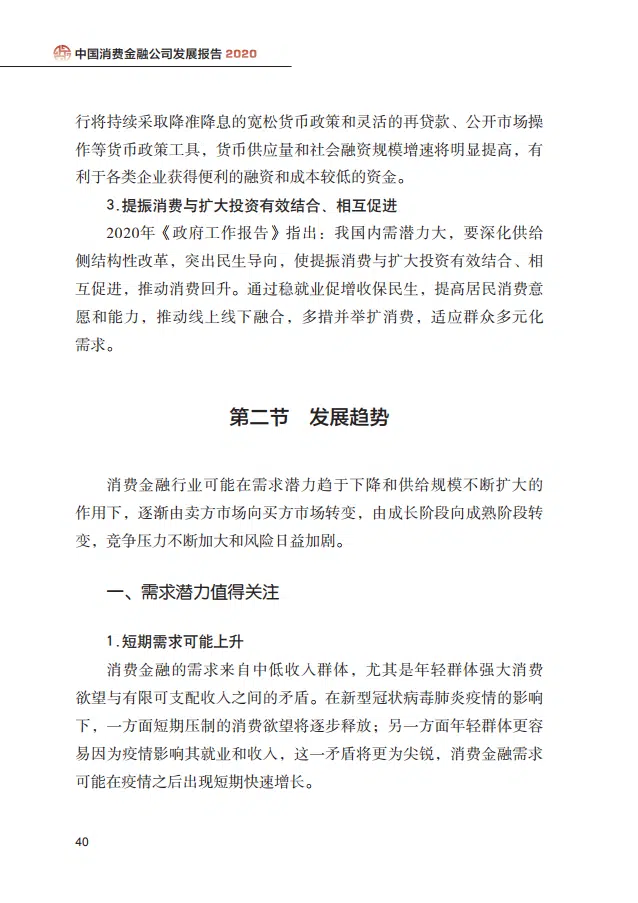 中国消费金融公司发展报告 2020
行将持续采取降准降息的宽松货币政策和灵活的再贷款、公开市场操
作等货币政策工具，货币供应量和社会融资规模增速将明显提高，有
利于各类企业获得便利的融资和成本较低的资金。
3.提振消费与扩大投资有效结合、相互促进
2020年《政府工作报告》指出：我国内需潜力大，要深化供给
侧结构性改革，突出民生导向，使提振消费与扩大投资有效结合、相
互促进，推动消费回升。通过稳就业促增收保民生，提高居民消费意
愿和能力，推动线上线下融合，多措并举扩消费，适应群众多元化
需求。
第二节　发展趋势
消费金融行业可能在需求潜力趋于下降和供给规模不断扩大的
作用下，逐渐由卖方市场向买方市场转变，由成长阶段向成熟阶段转
变，竞争压力不断加大和风险日益加剧。
一、需求潜力值得关注
1.短期需求可能上升
消费金融的需求来自中低收入群体，尤其是年轻群体强大消费
欲望与有限可支配收入之间的矛盾。在新型冠状病毒肺炎疫情的影响
下，一方面短期压制的消费欲望将逐步释放；另一方面年轻群体更容
易因为疫情影响其就业和收入，这一矛盾将更为尖锐，消费金融需求
可能在疫情之后出现短期快速增长。
40